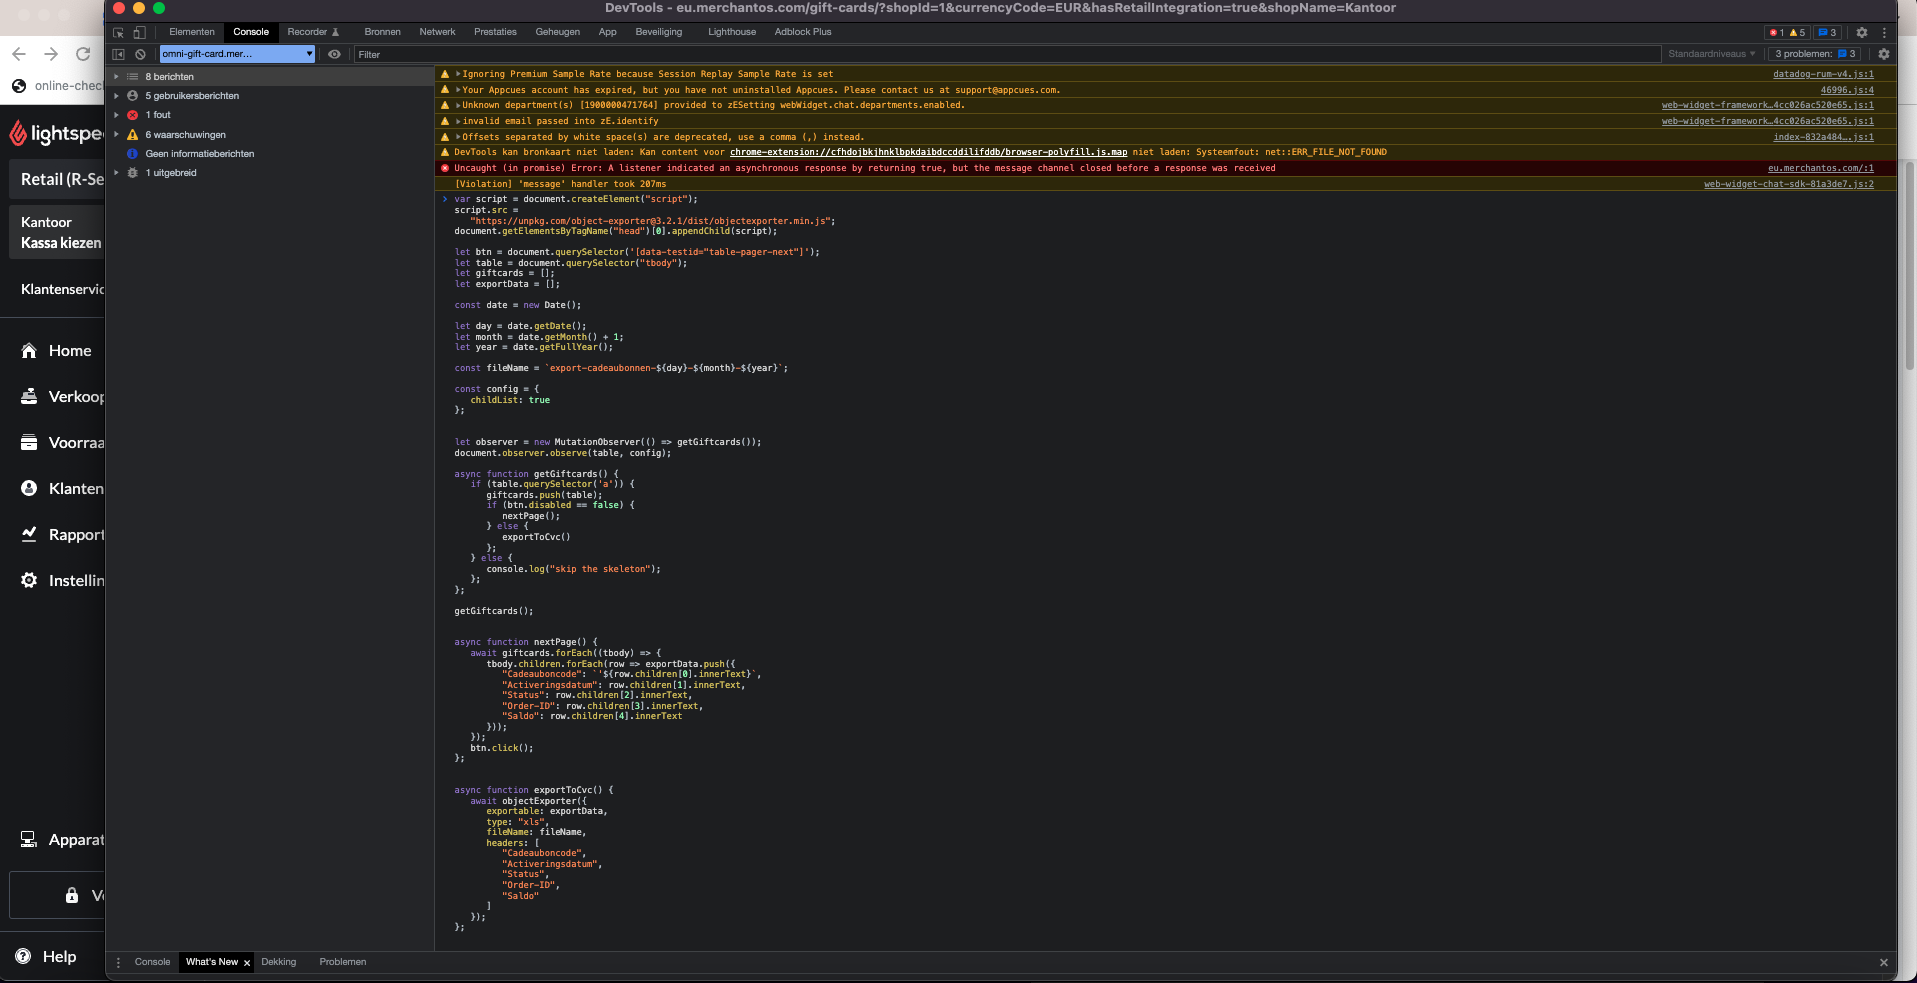 DevTools - eu.merchantos.com/gift-cards/?shopId=1&currencyCode=EUR&hasRetailIntegration=true&shopName=Kantoor
Elementen Console Recorder Bronnen Netwerk Prestaties Geheugen App Beveiliging Lighthouse Adblock Plus 1 5 3
omni-gift-card.mer... Filter Standaardniveaus 3 problemen: 3
online-chec
lightspe
Retail (R-Se
Kantoor
Kassa kiezen
Klantenservic
Home
Verkoop
Voorraa
Klanten
Rapport
Instellin
Apparat
Ve
Help
8 berichten
5 gebruikersberichten
1 fout
6 waarschuwingen
Geen informatieberichten
1 uitgebreid
Ignoring Premium Sample Rate because Session Replay Sample Rate is set datadog-rum-v4.js:1
Your Appcues account has expired, but you have not uninstalled Appcues. Please contact us at support@appcues.com. 46996.js:4
Unknown department(s) [1900000471764] provided to zESetting webWidget.chat.departments.enabled. web-widget-framework…4cc026ac520e65.js:1
invalid email passed into zE.identify web-widget-framework…4cc026ac520e65.js:1
Offsets separated by white space(s) are deprecated, use a comma (,) instead. index-832a484….js:1
DevTools kan bronkaart niet laden: Kan content voor chrome-extension://cfhdojbkjhnklbpkdaibdccddilifddb/browser-polyfill.js.map niet laden: Systeemfout: net::ERR_FILE_NOT_FOUND
Uncaught (in promise) Error: A listener indicated an asynchronous response by returning true, but the message channel closed before a response was received eu.merchantos.com/:1
[Violation] 'message' handler took 207ms web-widget-chat-sdk-81a3de7.js:2
var script = document.createElement("script");
script.src =
"https://unpkg.com/object-exporter@3.2.1/dist/objectexporter.min.js";
document.getElementsByTagName("head")[0].appendChild(script);
let btn = document.querySelector('[data-testid="table-pager-next"]');
let table = document.querySelector("tbody");
let giftcards = [];
let exportData = [];
const date = new Date();
let day = date.getDate();
let month = date.getMonth() + 1;
let year = date.getFullYear();
const fileName = `export-cadeaubonnen-${day}-${month}-${year}`;
const config = {
childList: true
};
let observer = new MutationObserver(() => getGiftcards());
document.observer.observe(table, config);
async function getGiftcards() {
if (table.querySelector('a')) {
giftcards.push(table);
if (btn.disabled == false) {
nextPage();
} else {
exportToCvc()
};
} else {
console.log("skip the skeleton");
};
};
getGiftcards();
async function nextPage() {
await giftcards.forEach((tbody) => {
tbody.children.forEach(row => exportData.push({
"Cadeauboncode": `'${row.children[0].innerText}`,
"Activeringsdatum": row.children[1].innerText,
"Status": row.children[2].innerText,
"Order-ID": row.children[3].innerText,
"Saldo": row.children[4].innerText
}));
});
btn.click();
};
async function exportToCvc() {
await objectExporter({
exportable: exportData,
type: "xls",
fileName: fileName,
headers: [
"Cadeauboncode",
"Activeringsdatum",
"Status",
"Order-ID",
"Saldo"
]
});
};
Console What's New Dekking Problemen